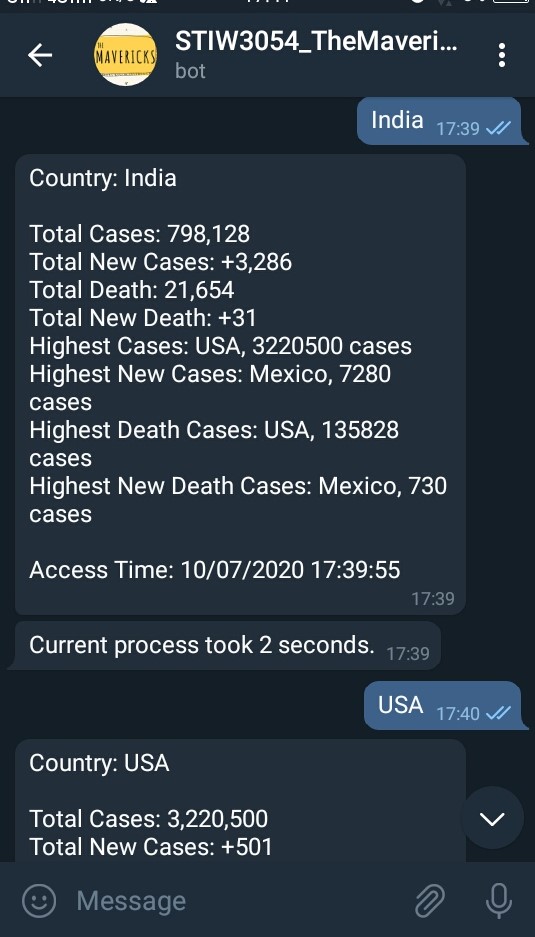 MAVERICKS
STIW3054_TheMaveri...
bot
India 17:39
Country: India
Total Cases: 798,128
Total New Cases: +3,286
Total Death: 21,654
Total New Death: +31
Highest Cases: USA, 3220500 cases
Highest New Cases: Mexico, 7280
cases
Highest Death Cases: USA, 135828
cases
Highest New Death Cases: Mexico, 730
cases
Access Time: 10/07/2020 17:39:55
17:39
Current process took 2 seconds. 17:39
USA 17:40
Country: USA
Total Cases: 3,220,500
Total New Cases: +501
Message